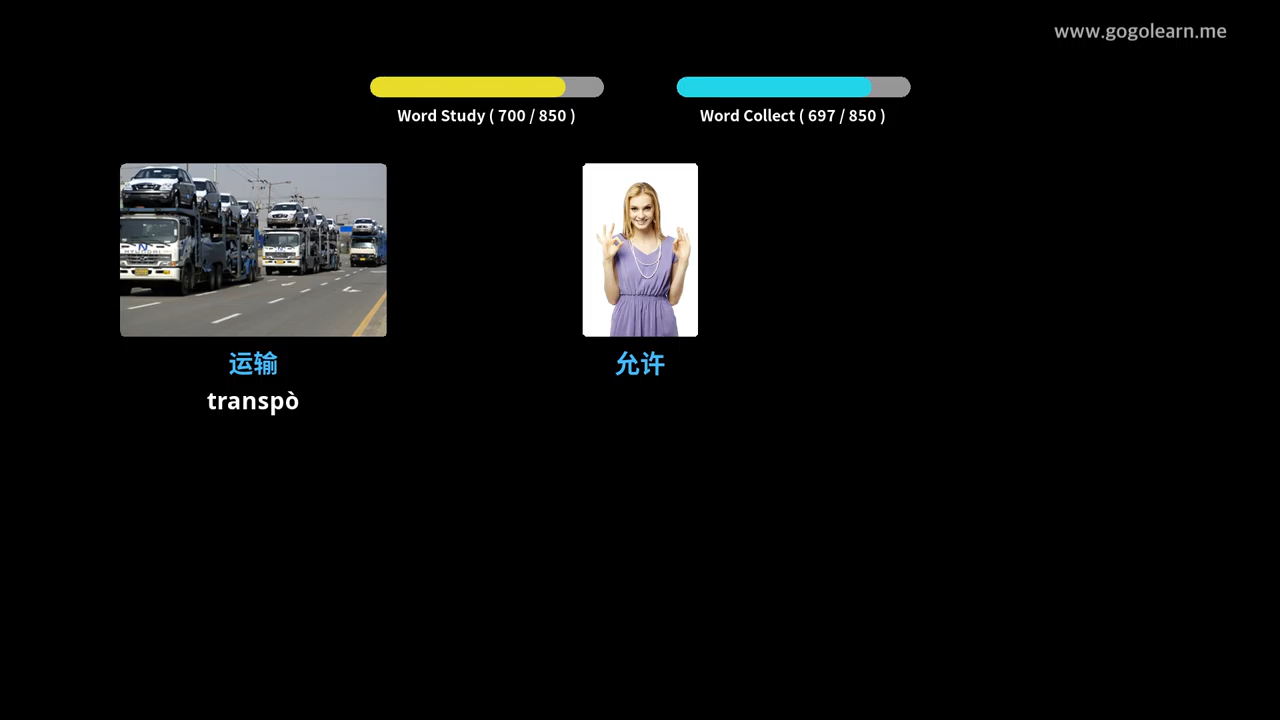 www.gogolearn.me
Word Study ( 700 / 850 )
Word Collect ( 697 / 850 )
运输
允许
transpò